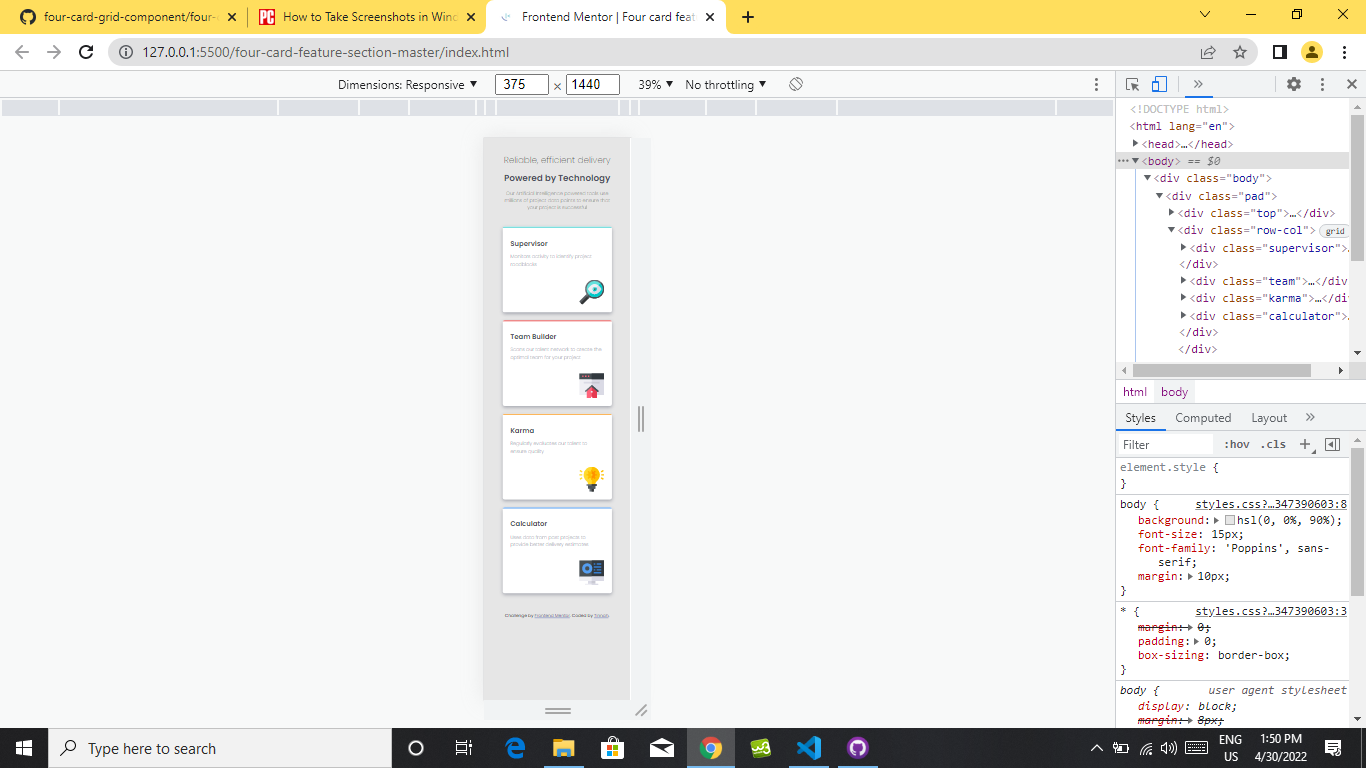 four-card-grid-component/four-
How to Take Screenshots in Wind
Frontend Mentor | Four card feat
127.0.0.1:5500/four-card-feature-section-master/index.html
Dimensions: Responsive
375
×
1440
39%
No throttling
Reliable, efficient delivery
Powered by Technology
Our artificial intelligence powered tools use
millions of project data points to ensure that
your project is successful
Supervisor
Monitors activity to identify project
roadblocks
Team Builder
Scans our talent network to create the
optimal team for your project
Karma
Regularly evaluates our talent to
ensure quality
Calculator
Uses data from past projects to
provide better delivery estimates
Challenge by Frontend Mentor. Coded by
<!DOCTYPE html>
<html lang="en">
<head>…</head>
<body> == $0
<div class="body">
<div class="pad">
<div class="top">…</div>
<div class="row-col"> grid
<div class="supervisor">…
</div>
<div class="team">…</div
<div class="karma">…</di
<div class="calculator">…
</div>
</div>
html
body
Styles
Computed
Layout
Filter
:hov
.cls
element.style {
}
body {
styles.css?…347390603:8
background: hsl(0, 0%, 90%);
font-size: 15px;
font-family: 'Poppins', sans-
serif;
margin: 10px;
}
* {
styles.css?…347390603:3
margin: 0;
padding: 0;
box-sizing: border-box;
}
body {
user agent stylesheet
display: block;
margin: 8px;
Type here to search
ENG
US
1:50 PM
4/30/2022